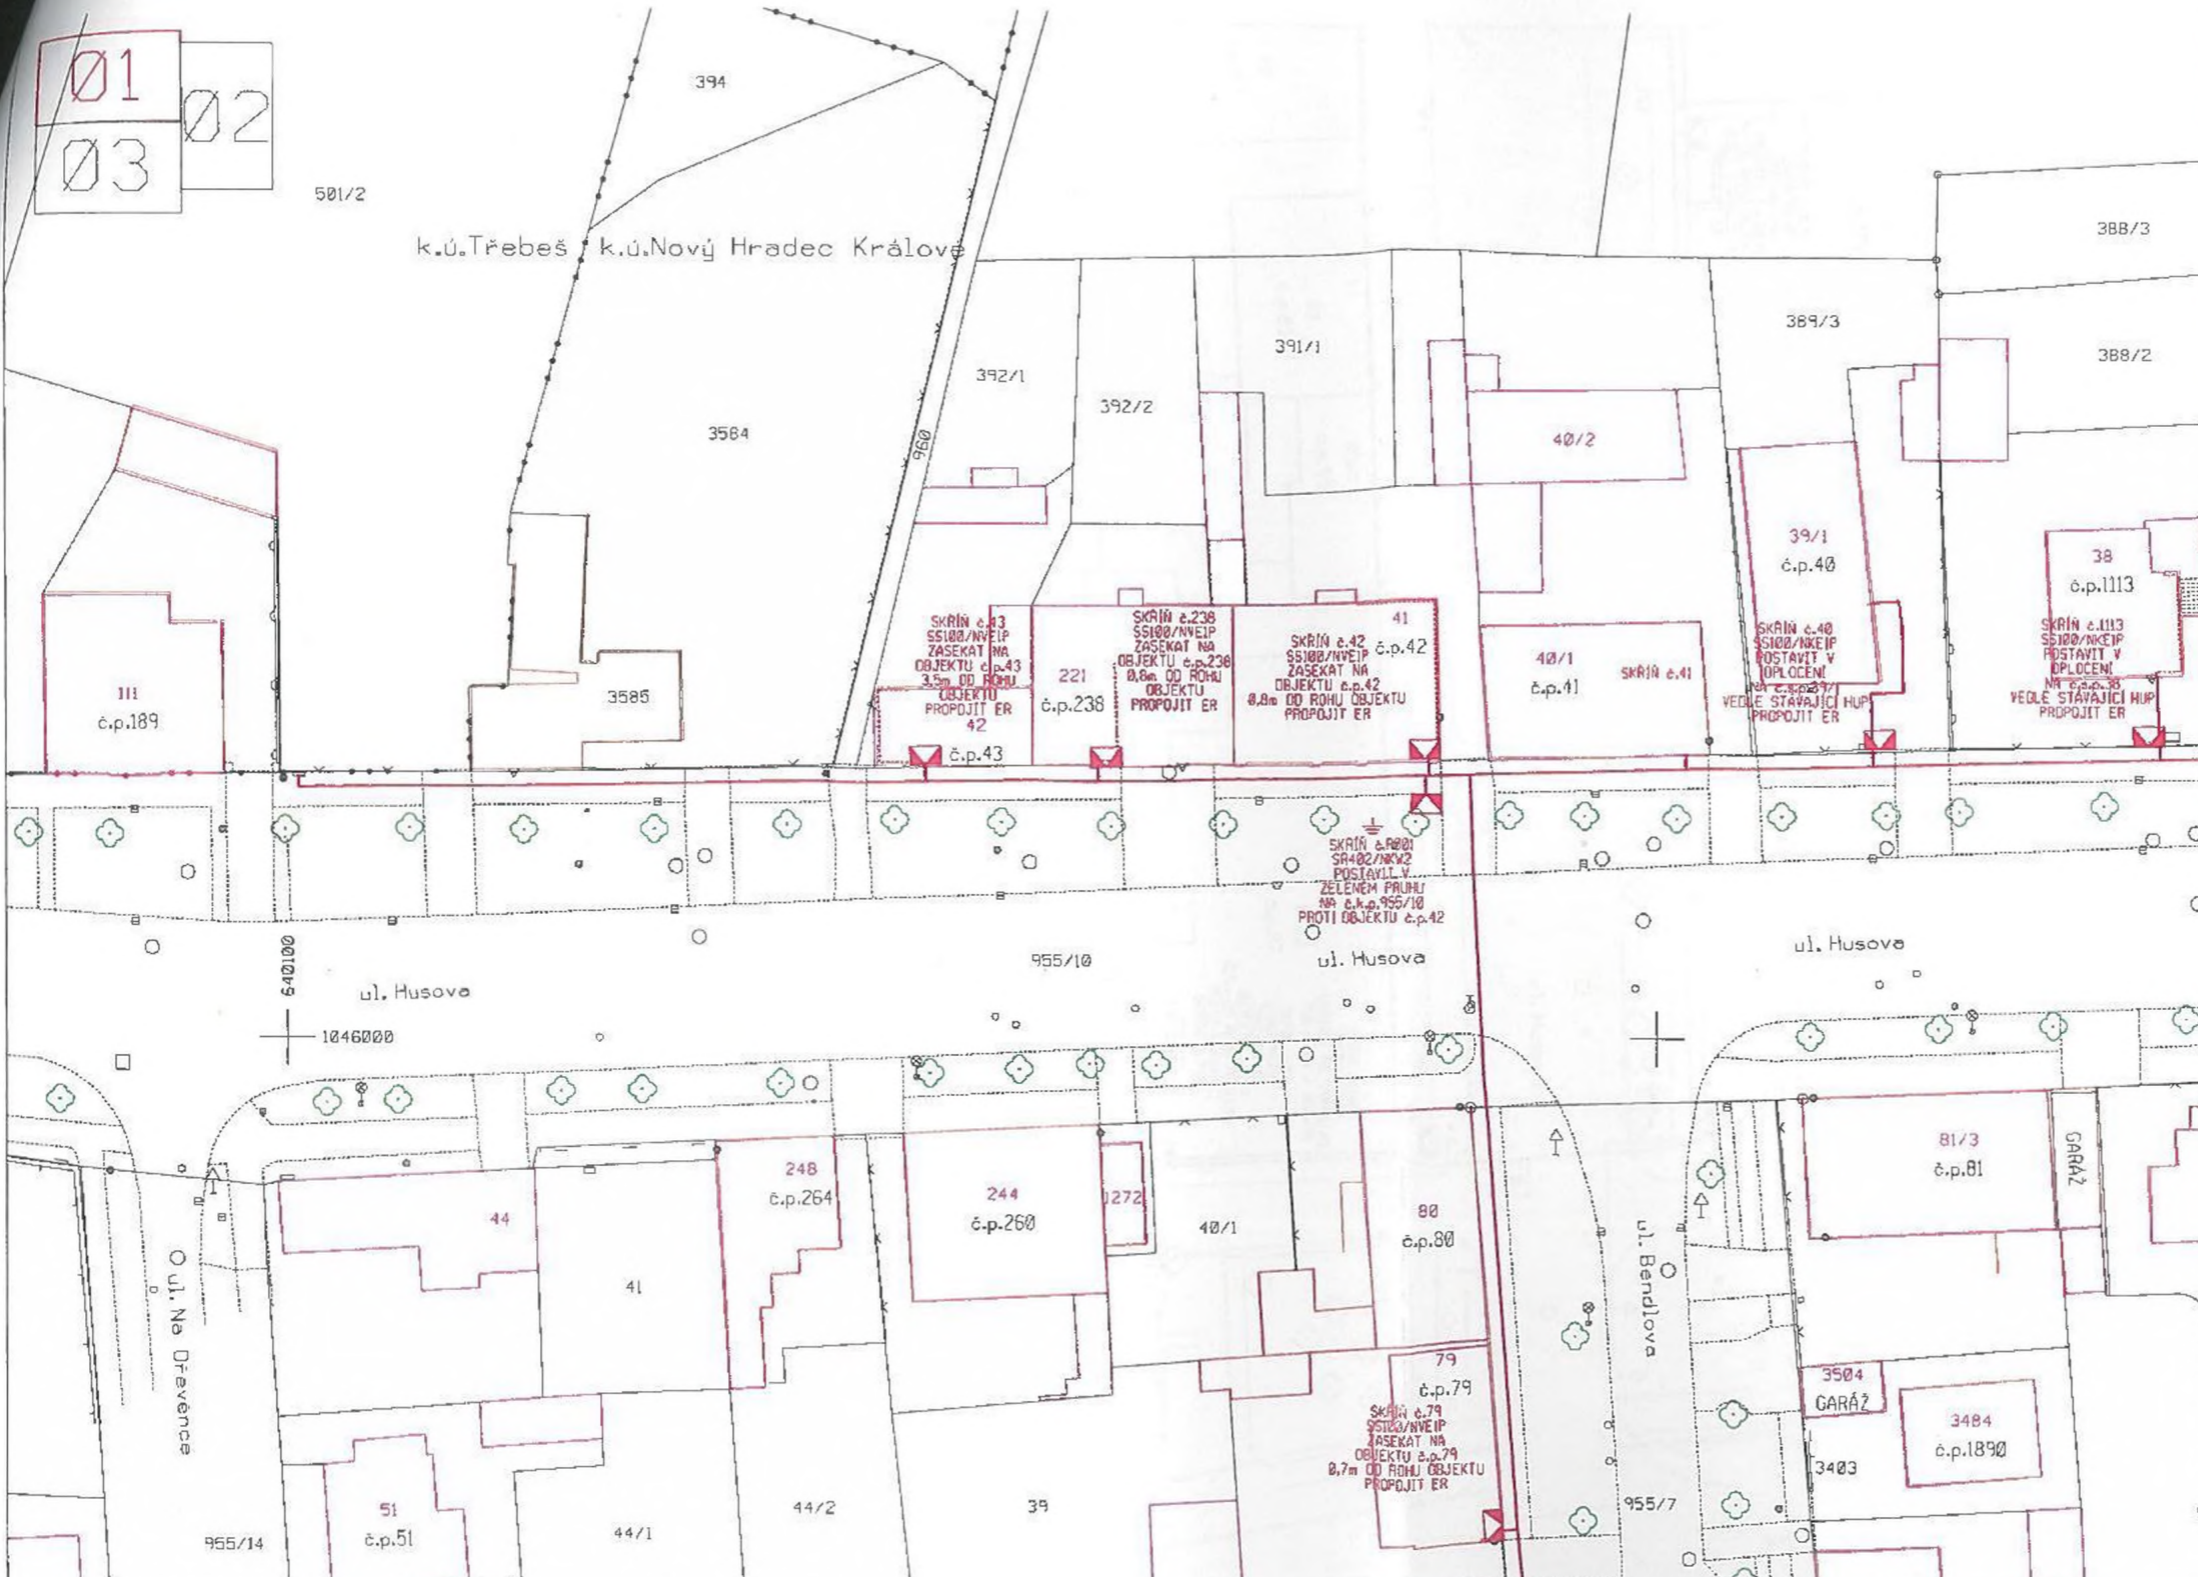 01
02
03
394
501/2
k.ú.Třebeš
k.ú.Nový Hradec Králové
388/3
389/3
388/2
391/1
392/1
392/2
3584
960
40/2
39/1
č.p.40
38
č.p.1113
111
č.p.189
3585
SKŘÍŇ č.43
SS100/NVE1P
ZASEKAT NA
OBJEKTU č.p.43
3,5m OD ROHU
OBJEKTU
PROPOJIT ER
42
č.p.43
221
č.p.238
SKŘÍŇ č.238
SS100/NVE1P
ZASEKAT NA
OBJEKTU č.p.238
0,8m OD ROHU
OBJEKTU
PROPOJIT ER
SKŘÍŇ č.42
SS100/NVE1P
ZASEKAT NA
OBJEKTU č.p.42
0,8m OD ROHU OBJEKTU
PROPOJIT ER
41
č.p.42
40/1
č.p.41
SKŘÍŇ č.41
SKŘÍŇ č.40
SS100/NKE1P
POSTAVIT V
OPLOCENÍ
VEDLE STÁVAJÍCÍ HUP
PROPOJIT ER
SKŘÍŇ č.1113
SS100/NKE1P
POSTAVIT V
OPLOCENÍ
VEDLE STÁVAJÍCÍ HUP
PROPOJIT ER
SKŘÍŇ č.R001
SR402/NKW2
POSTAVIT V
ZELENÉM PRUHU
NA č.k.p.955/10
PROTI OBJEKTU č.p.42
640100
1046000
ul. Husova
955/10
ul. Husova
ul. Husova
ul. Na Dřevěnce
44
41
248
č.p.264
244
č.p.260
1272
40/1
80
č.p.80
ul. Bendlova
81/3
č.p.81
GARÁŽ
79
č.p.79
SKŘÍŇ č.79
SS100/NVE1P
ZASEKAT NA
OBJEKTU č.p.79
0,7m OD ROHU OBJEKTU
PROPOJIT ER
3504
GARÁŽ
3484
č.p.1890
3403
955/7
51
č.p.51
955/14
44/1
44/2
39